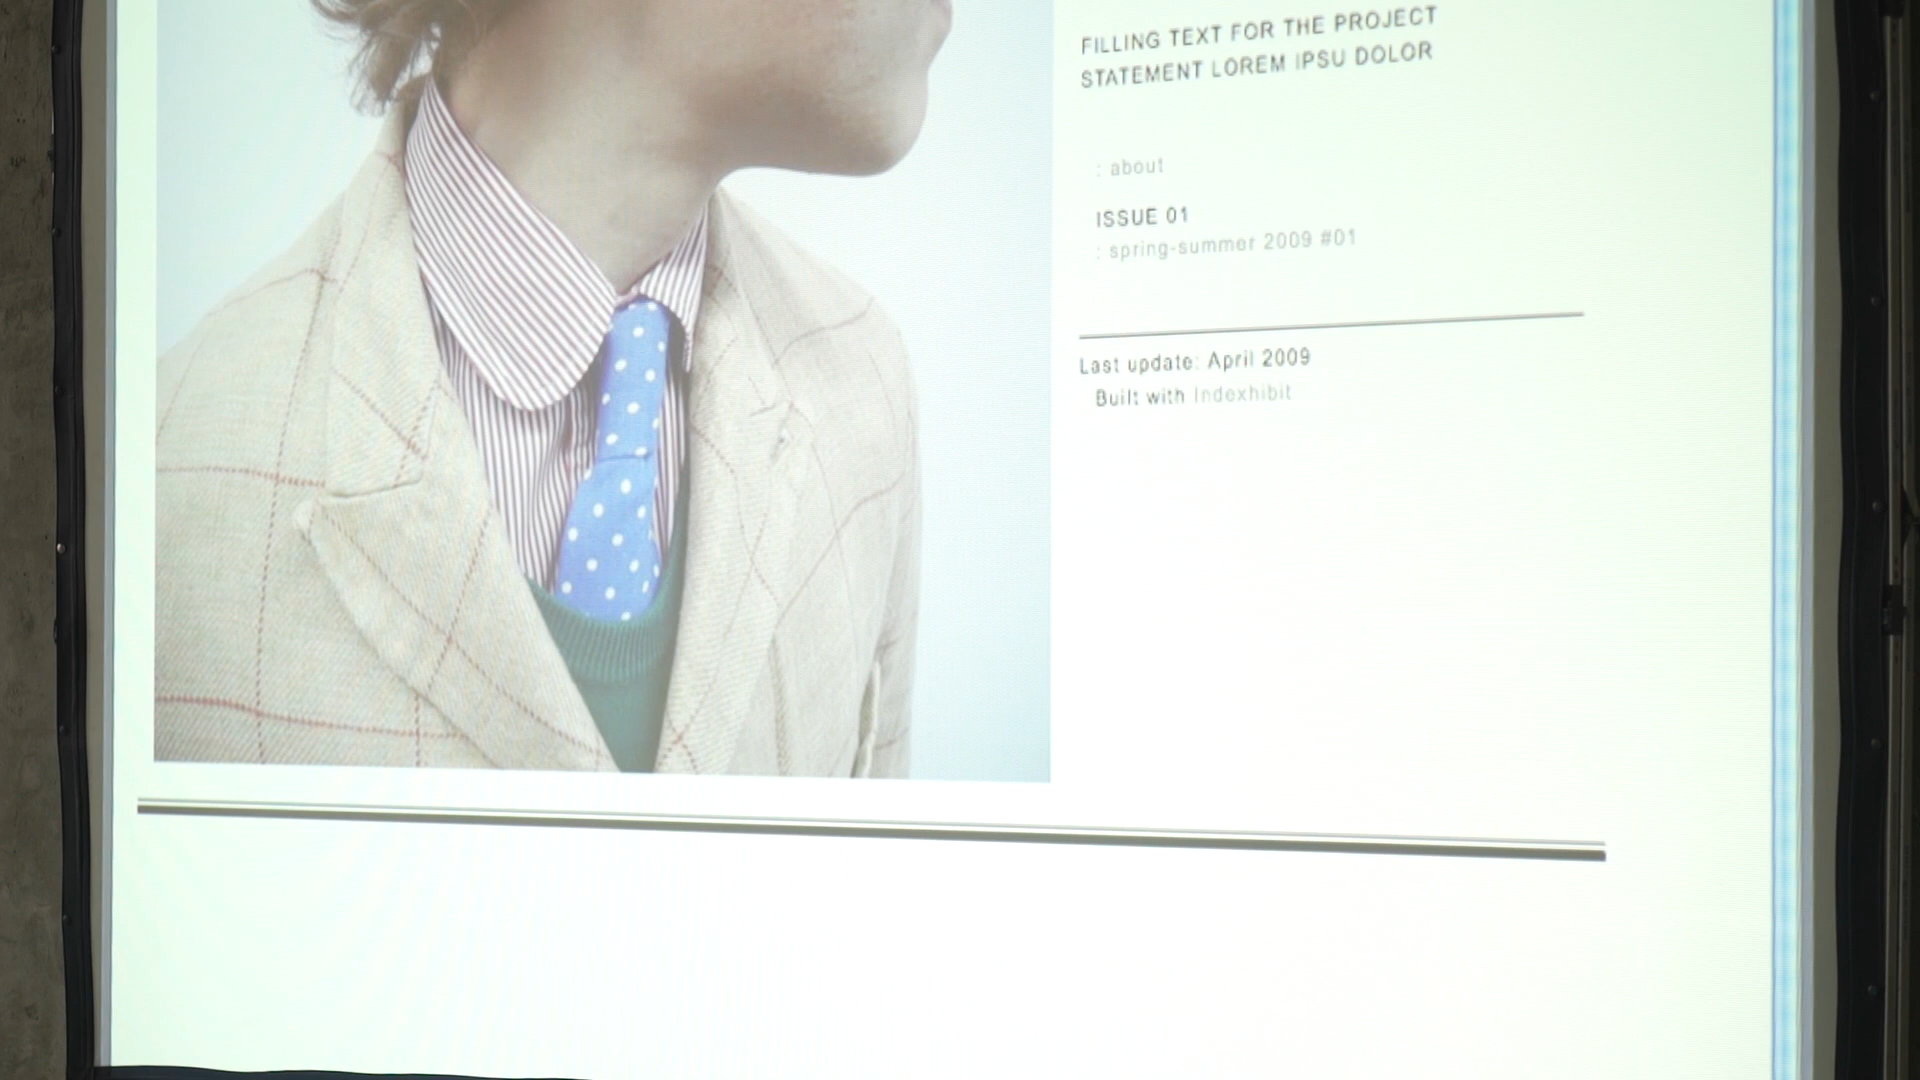 FILLING TEXT FOR THE PROJECT
STATEMENT LOREM IPSU DOLOR
: about
ISSUE 01
: spring-summer 2009 #01
Last update: April 2009
Built with Indexhibit